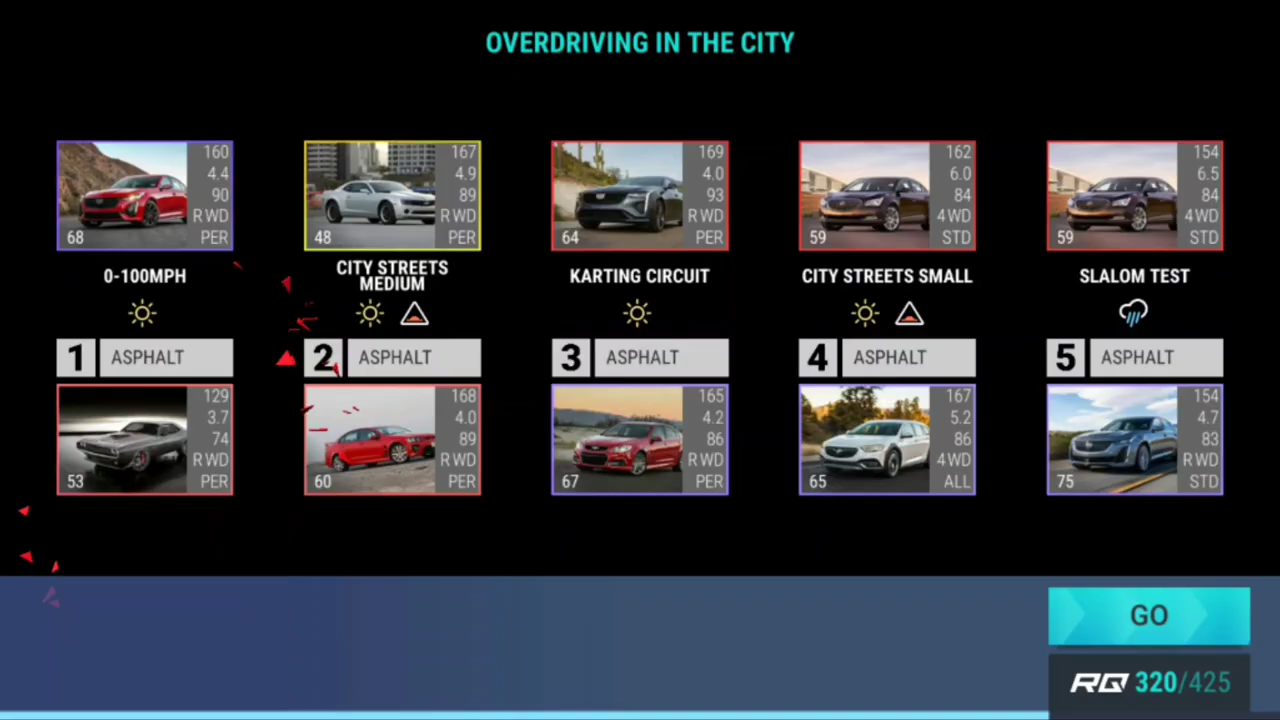 OVERDRIVING IN THE CITY
160
4.4
90
RWD
PER
68
167
4.9
89
RWD
PER
48
169
4.0
93
RWD
PER
64
162
6.0
84
4WD
STD
59
154
6.5
84
4WD
STD
59
0-100MPH
CITY STREETS
MEDIUM
KARTING CIRCUIT
CITY STREETS SMALL
SLALOM TEST
1 ASPHALT
2 ASPHALT
3 ASPHALT
4 ASPHALT
5 ASPHALT
129
3.7
74
RWD
PER
53
168
4.0
89
RWD
PER
60
165
4.2
86
RWD
PER
67
167
5.2
86
4WD
ALL
65
154
4.7
83
RWD
STD
75
GO
RQ 320/425